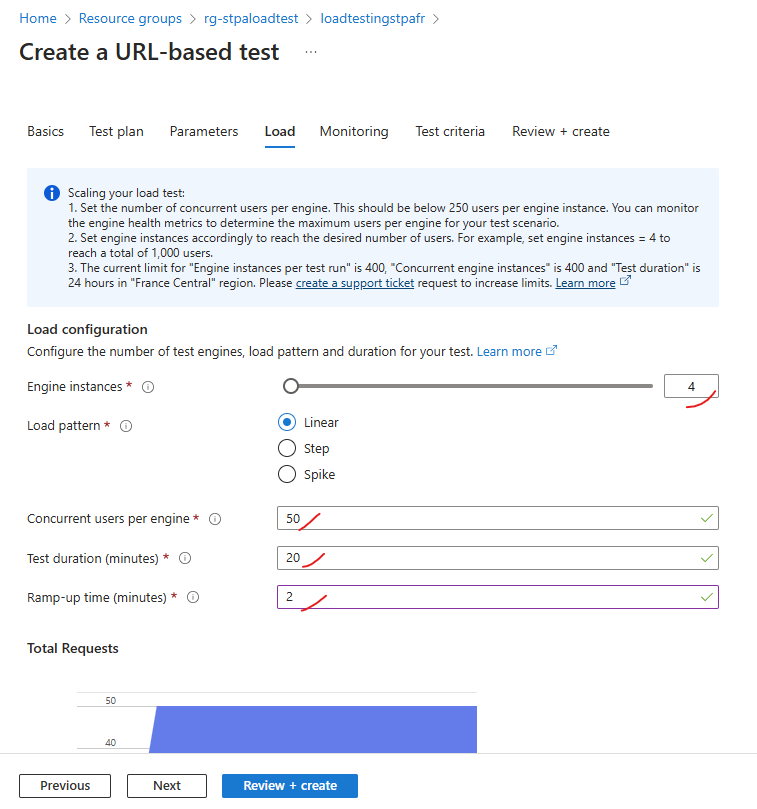 Home > Resource groups > rg-stpaloadtest > loadtestingstpafr >
Create a URL-based test ...
Basics Test plan Parameters Load Monitoring Test criteria Review + create
Scaling your load test:
1. Set the number of concurrent users per engine. This should be below 250 users per engine instance. You can monitor
the engine health metrics to determine the maximum users per engine for your test scenario.
2. Set engine instances accordingly to reach the desired number of users. For example, set engine instances = 4 to
reach a total of 1,000 users.
3. The current limit for "Engine instances per test run" is 400, "Concurrent engine instances" is 400 and "Test duration" is
24 hours in "France Central" region. Please create a support ticket request to increase limits. Learn more
Load configuration
Configure the number of test engines, load pattern and duration for your test. Learn more
Engine instances * 4
Load pattern * Linear
Step
Spike
Concurrent users per engine * 50
Test duration (minutes) * 20
Ramp-up time (minutes) * 2
Total Requests
50
40
Previous Next Review + create